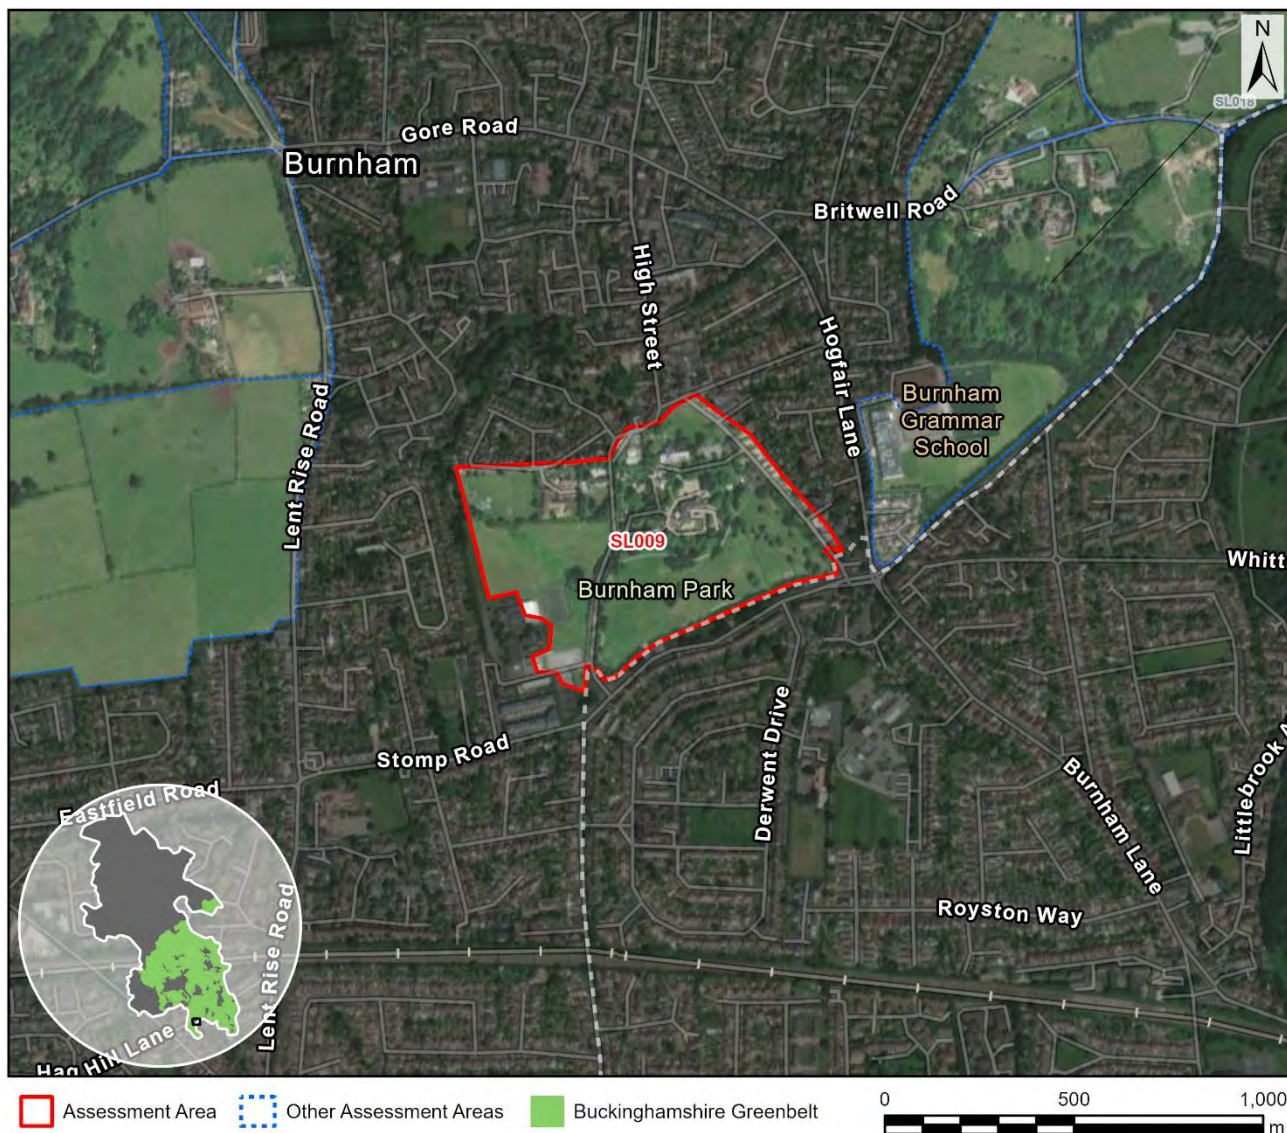 N
SL018
Gore Road
Burnham
Britwell Road
High Street
Hogfair Lane
Burnham
Grammar
School
Lent Rise Road
SL009
Whitt
Burnham Park
Derwent Drive
Stomp Road
Burnham Lane
Littlebrook A
Eastfield Road
Royston Way
Lent Rise Road
Hag Hill Lane
Assessment Area
Other Assessment Areas
Buckinghamshire Greenbelt
0 500 1,000
m